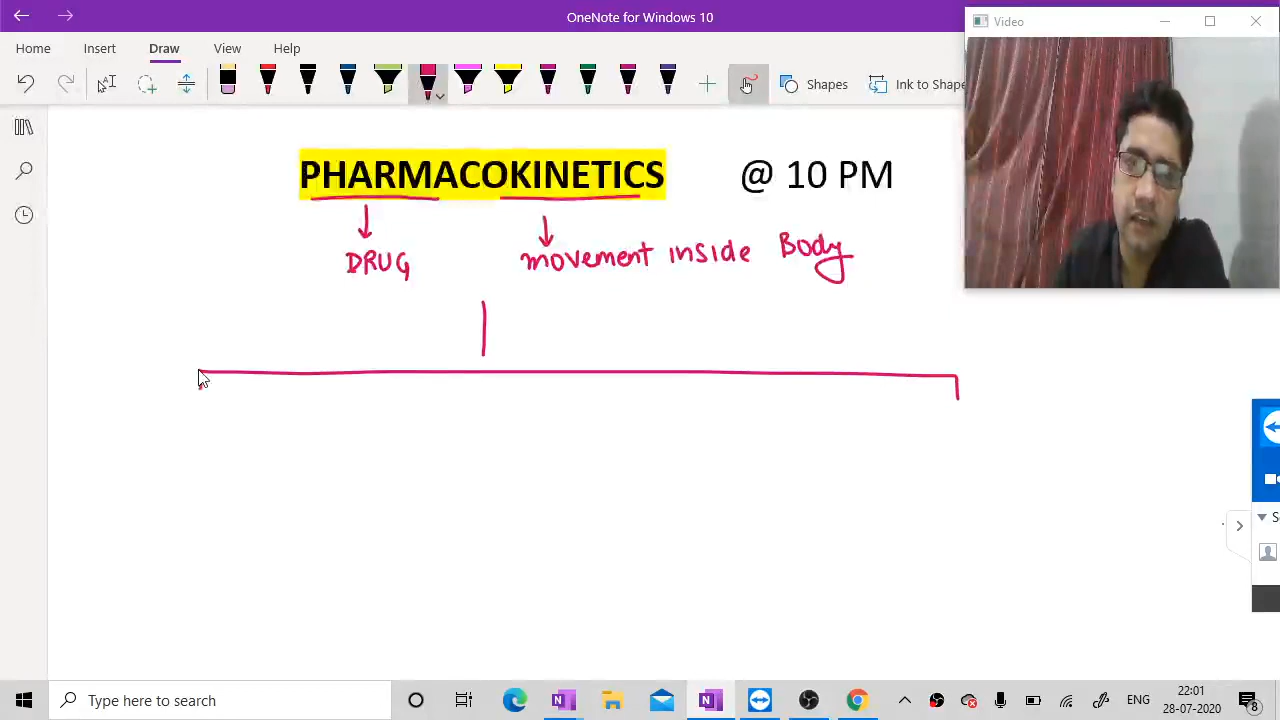 OneNote for Windows 10
Video
Home Insert Draw View Help
Shapes Ink to Shape
PHARMACOKINETICS @ 10 PM
DRUG movement inside Body
S
Type here to search
ENG 22:01
28-07-2020 8